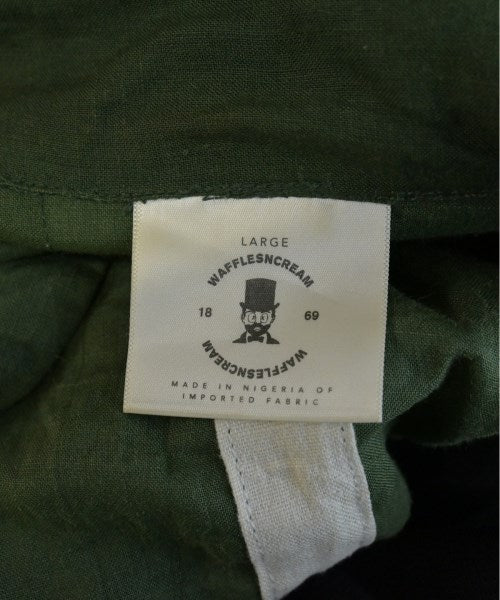 LARGE
WAFFLESNCREAM
18 69
WAFFLESNCREAM
MADE IN NIGERIA OF
IMPORTED FABRIC